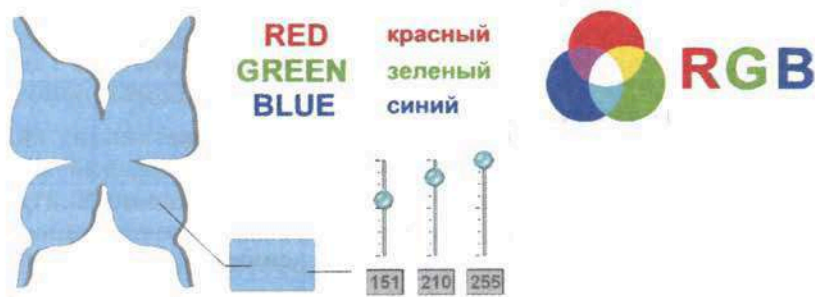 RED
GREEN
BLUE
красный
зеленый
синий
RGB
151 210 255